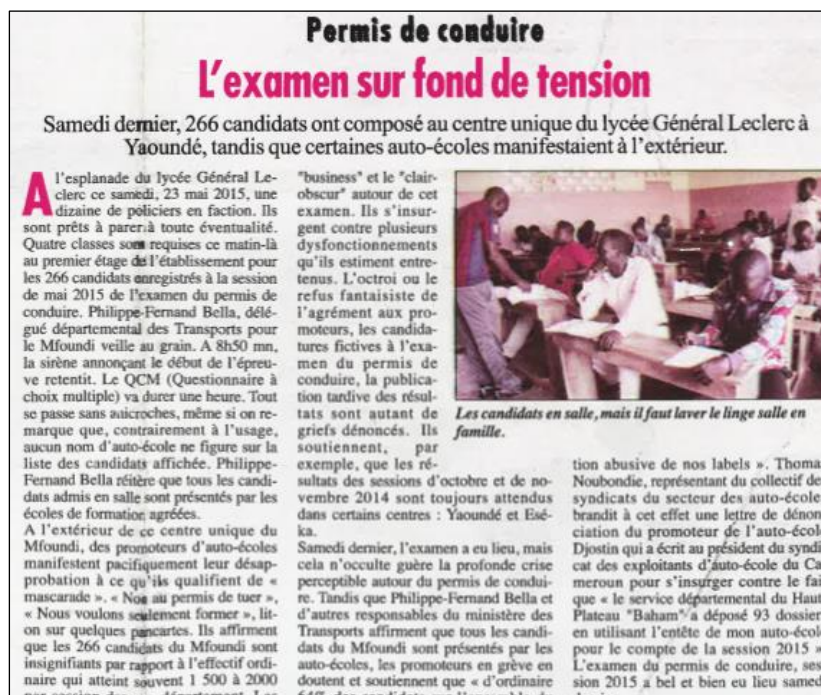 Permis de conduire
L'examen sur fond de tension
Samedi dernier, 266 candidats ont composé au centre unique du lycée Général Leclerc à
Yaoundé, tandis que certaines auto-écoles manifestaient à l'extérieur.
A l'esplanade du lycée Général Le-
clerc ce samedi, 23 mai 2015, une
dizaine de policiers en faction. Ils
sont prêts à parer à toute éventualité.
Quatre classes sont requises ce matin-là
au premier étage de l'établissement pour
les 266 candidats enregistrés à la session
de mai 2015 de l'examen du permis de
conduire. Philippe-Fernand Bella, délé-
gué départemental des Transports pour
le Mfoundi veille au grain. A 8h50 mn,
la sirène annonçant le début de l'épreu-
ve retentit. Le QCM (Questionnaire à
choix multiple) va durer une heure. Tout
se passe sans anicroches, même si on re-
marque que, contrairement à l'usage,
aucun nom d'auto-école ne figure sur la
liste des candidats affichée. Philippe-
Fernand Bella réitère que tous les candi-
dats admis en salle sont présentés par les
écoles de formation agréées.
A l'extérieur de ce centre unique du
Mfoundi, des promoteurs d'auto-écoles
manifestent pacifiquement leur désap-
probation à ce qu'ils qualifient de «
mascarade ». « Non au permis de tuer »,
« Nous voulons seulement former », lit-
on sur quelques pancartes. Ils affirment
que les 266 candidats du Mfoundi sont
insignifiants par rapport à l'effectif ordi-
naire qui atteint souvent 1 500 à 2000
"business" et le "clair-
obscur" autour de cet
examen. Ils s'insur-
gent contre plusieurs
dysfonctionnements
qu'ils estiment entre-
tenus. L'octroi ou le
refus fantaisiste de
l'agrément aux pro-
moteurs, les candida-
tures fictives à l'exa-
men du permis de
conduire, la publica-
tion tardive des résul-
tats sont autant de
griefs dénoncés. Ils
soutiennent, par
exemple, que les ré-
sultats des sessions d'octobre et de no-
vembre 2014 sont toujours attendus
dans certains centres : Yaoundé et Esé-
ka.
Samedi dernier, l'examen a eu lieu, mais
cela n'occulte guère la profonde crise
perceptible autour du permis de condui-
re. Tandis que Philippe-Fernand Bella et
d'autres responsables du ministère des
Transports affirment que tous les candi-
dats du Mfoundi sont présentés par les
auto-écoles, les promoteurs en grève en
doutent et soutiennent que « d'ordinaire
Les candidats en salle, mais il faut laver le linge salle en
famille.
tion abusive de nos labels ». Thoma
Noubondie, représentant du collectif de
syndicats du secteur des auto-école
brandit à cet effet une lettre de dénon
ciation du promoteur de l'auto-écol
Djostin qui a écrit au président du syndi
cat des exploitants d'auto-école du Ca
meroun pour s'insurger contre le fai
que « le service départemental du Haut
Plateau "Baham" a déposé 93 dossier
en utilisant l'entête de mon auto-écol
pour le compte de la session 2015 »
L'examen du permis de conduire, ses
sion 2015 a bel et bien eu lieu samed